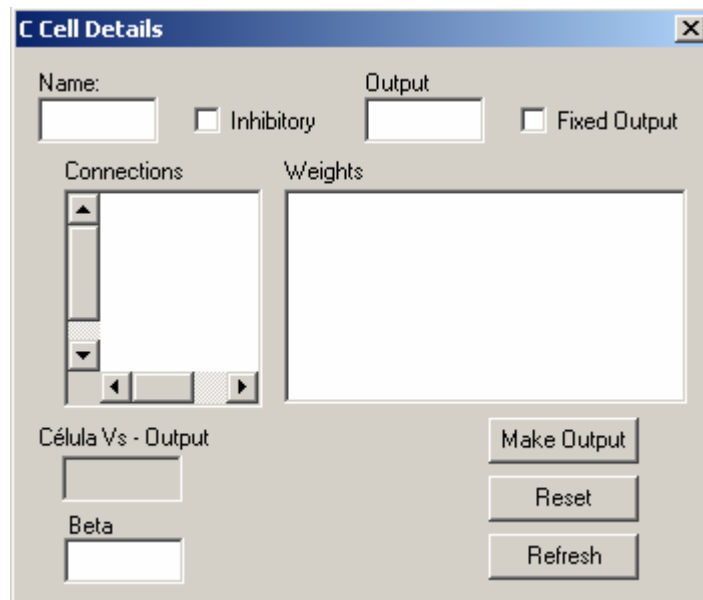 C Cell Details
Name:
Output
Inhibitory
Fixed Output
Connections
Weights
Célula Vs - Output
Make Output
Reset
Beta
Refresh